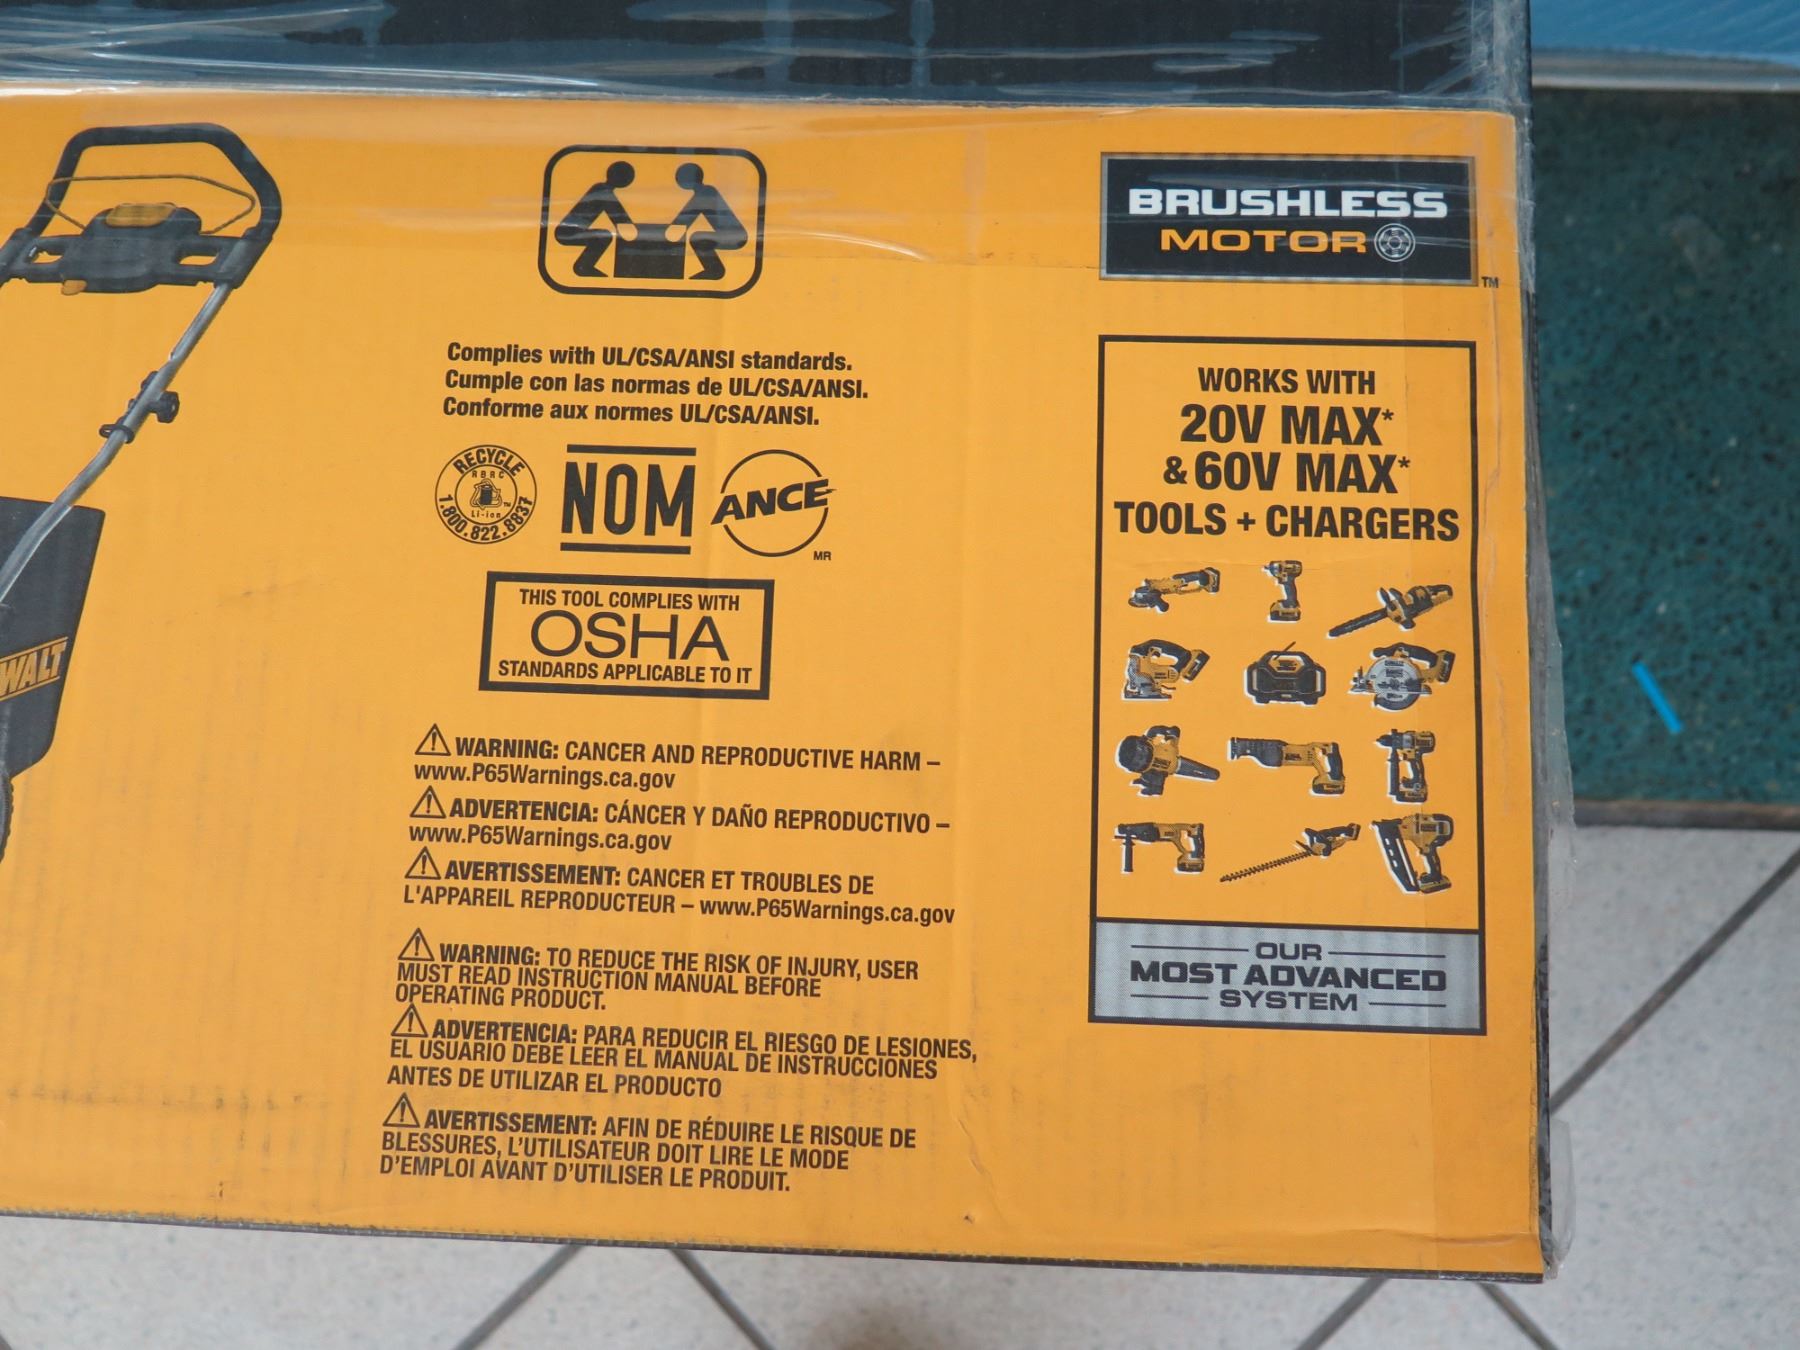 BRUSHLESS
MOTOR
TM
Complies with UL/CSA/ANSI standards.
Cumple con las normas de UL/CSA/ANSI.
Conforme aux normes UL/CSA/ANSI.
RECYCLE
RBRC
Li-ion
1.800.822.8837
NOM
ANCE
MR
THIS TOOL COMPLIES WITH
OSHA
STANDARDS APPLICABLE TO IT
WALT
WARNING: CANCER AND REPRODUCTIVE HARM –
www.P65Warnings.ca.gov
ADVERTENCIA: CÁNCER Y DAÑO REPRODUCTIVO –
www.P65Warnings.ca.gov
AVERTISSEMENT: CANCER ET TROUBLES DE
L'APPAREIL REPRODUCTEUR – www.P65Warnings.ca.gov
WARNING: TO REDUCE THE RISK OF INJURY, USER
MUST READ INSTRUCTION MANUAL BEFORE
OPERATING PRODUCT.
ADVERTENCIA: PARA REDUCIR EL RIESGO DE LESIONES,
EL USUARIO DEBE LEER EL MANUAL DE INSTRUCCIONES
ANTES DE UTILIZAR EL PRODUCTO
AVERTISSEMENT: AFIN DE RÉDUIRE LE RISQUE DE
BLESSURES, L'UTILISATEUR DOIT LIRE LE MODE
D'EMPLOI AVANT D'UTILISER LE PRODUIT.
WORKS WITH
20V MAX*
& 60V MAX*
TOOLS + CHARGERS
OUR
MOST ADVANCED
SYSTEM